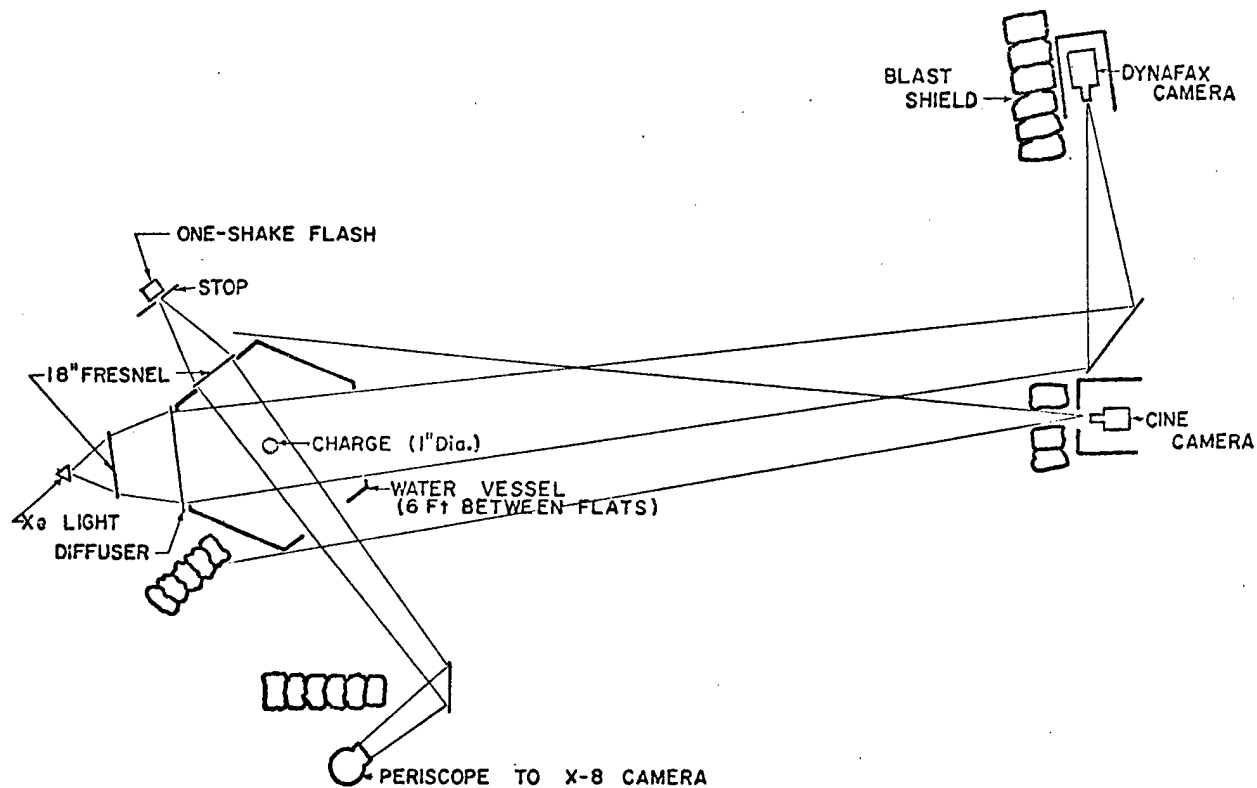 BLAST
SHIELD
DYNAFAX
CAMERA
ONE-SHAKE FLASH
STOP
18" FRESNEL
CHARGE (1" Dia.)
CINE
CAMERA
WATER VESSEL
(6 Ft BETWEEN FLATS)
Xe LIGHT
DIFFUSER
PERISCOPE TO X-8 CAMERA